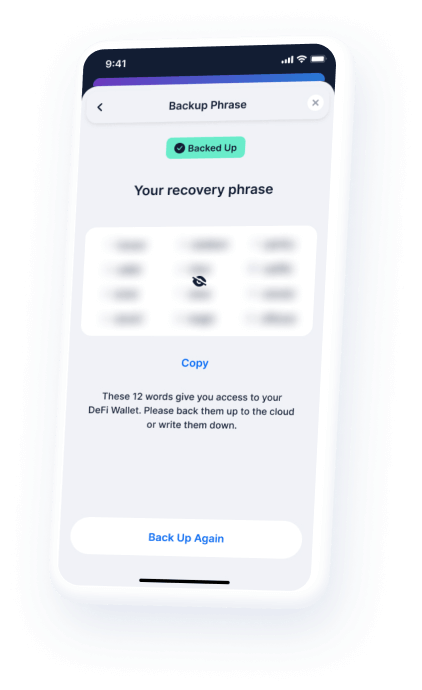 9:41
Backup Phrase
Backed Up
Your recovery phrase
Copy
These 12 words give you access to your
DeFi Wallet. Please back them up to the cloud
or write them down.
Back Up Again